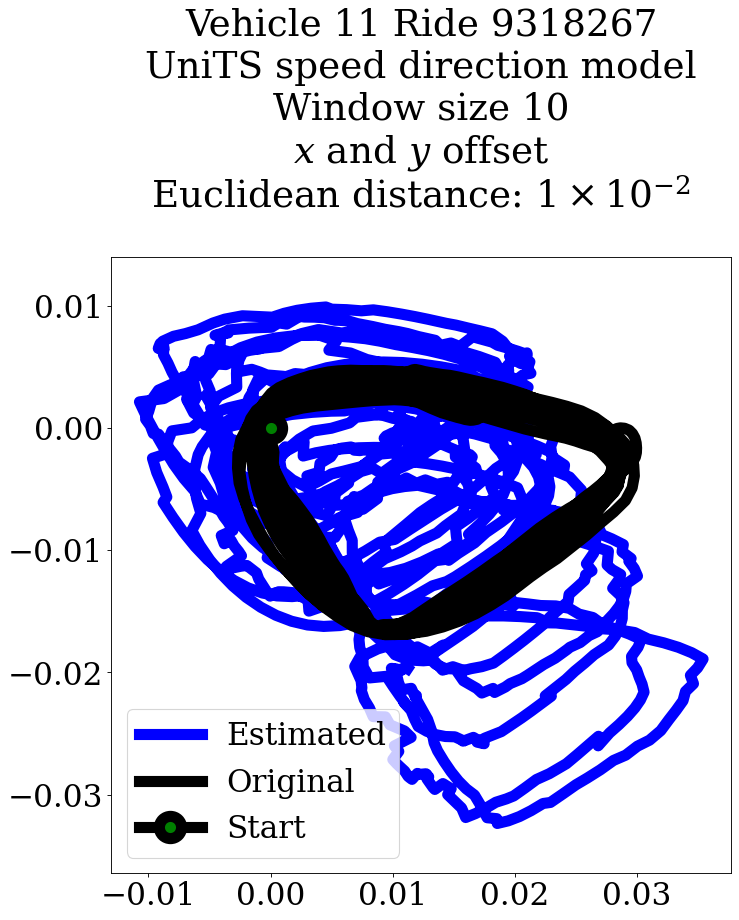 Vehicle 11 Ride 9318267
UniTS speed direction model
Window size 10
x and y offset
Euclidean distance: 1 × 10⁻²
0.01
0.00
−0.01
−0.02
−0.03
Estimated
Original
Start
−0.01 0.00 0.01 0.02 0.03